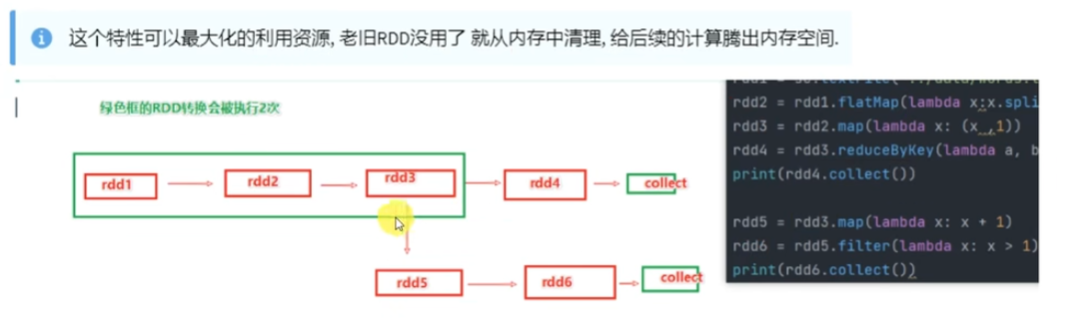 这个特性可以最大化的利用资源, 老旧RDD没用了 就从内存中清理, 给后续的计算腾出内存空间.
绿色框的RDD转换会被执行2次
rdd1
rdd2
rdd3
rdd4
collect
rdd5
rdd6
collect
rdd2 = rdd1.flatMap(lambda x:x.spli
rdd3 = rdd2.map(lambda x: (x ,1))
rdd4 = rdd3.reduceByKey(lambda a, b
print(rdd4.collect())
rdd5 = rdd3.map(lambda x: x + 1)
rdd6 = rdd5.filter(lambda x: x > 1)
print(rdd6.collect())